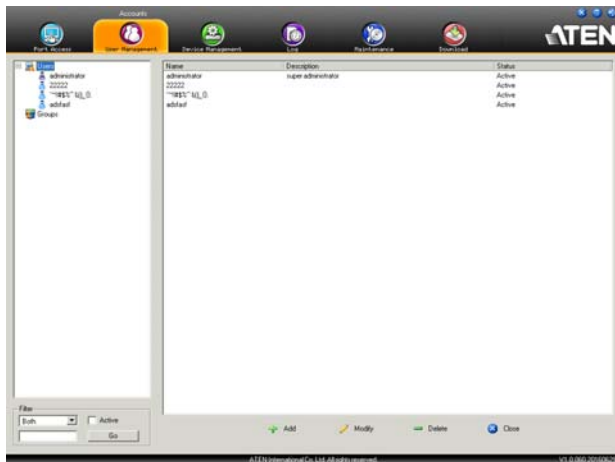 Accounts
ATEN
Port Access
User Management
Device Management
Log
Maintenance
Download
Users
administrator
22222
adsfasf
Groups
Name Description Status
administrator super administrator Active
22222 Active
Active
adsfasf Active
Filter
Both
Active
Go
Add
Modify
Delete
Close
ATEN International Co. Ltd. All rights reserved.